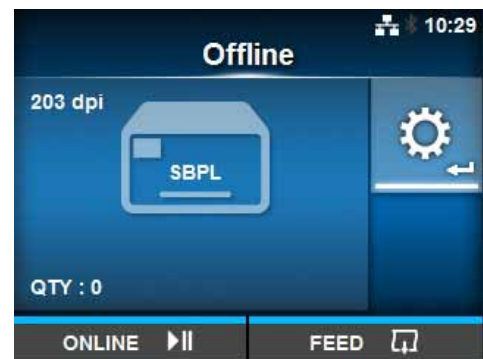 10:29
Offline
203 dpi
SBPL
QTY : 0
ONLINE
FEED